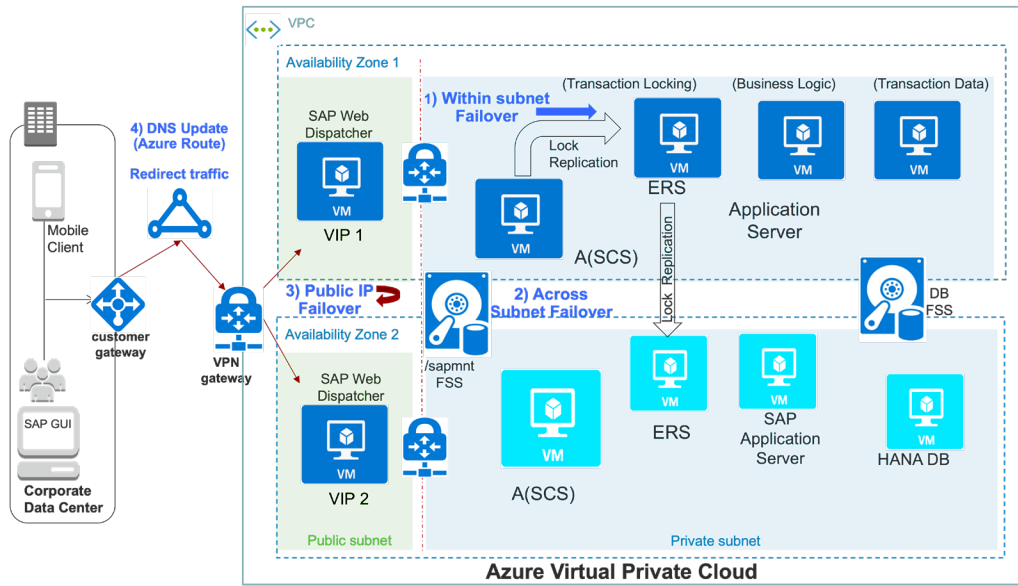 VPC
Availability Zone 1
(Transaction Locking)
(Business Logic)
(Transaction Data)
1) Within subnet
Failover
SAP Web
Dispatcher
VM
VIP 1
Lock
Replication
VM
ERS
VM
VM
VM
A(SCS)
Application
Server
4) DNS Update
(Azure Route)
Redirect traffic
Mobile
Client
customer
gateway
VPN
gateway
3) Public IP
Failover
2) Across
Subnet Failover
Lock Replication
DB
FSS
/sapmnt
FSS
Availability Zone 2
SAP Web
Dispatcher
VM
VIP 2
VM
A(SCS)
VM
ERS
VM
SAP
Application
Server
VM
HANA DB
SAP GUI
Corporate
Data Center
Public subnet
Private subnet
Azure Virtual Private Cloud